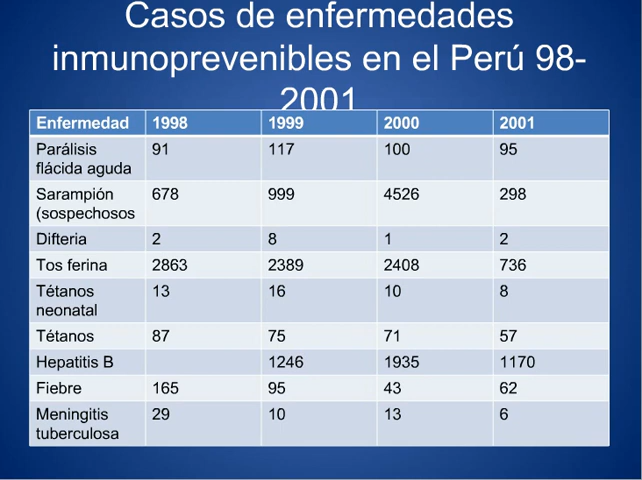 Casos de enfermedades
inmunoprevenibles en el Perú 98-
2001
Enfermedad 1998 1999 2000 2001
Parálisis
flácida aguda 91 117 100 95
Sarampión
(sospechosos 678 999 4526 298
Difteria 2 8 1 2
Tos ferina 2863 2389 2408 736
Tétanos
neonatal 13 16 10 8
Tétanos 87 75 71 57
Hepatitis B 1246 1935 1170
Fiebre 165 95 43 62
Meningitis
tuberculosa 29 10 13 6